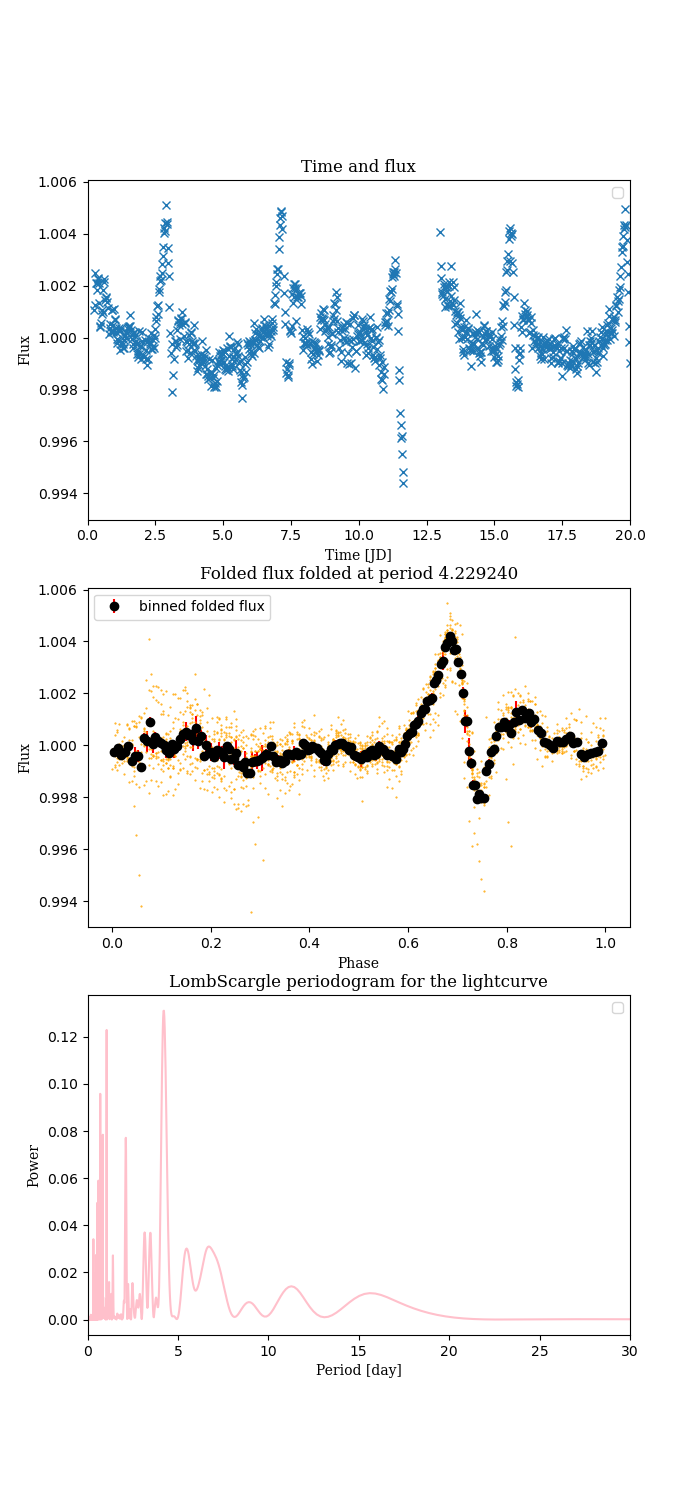 Time and flux
1.006
1.004
1.002
1.000
0.998
0.996
0.994
Flux
0.0 2.5 5.0 7.5 10.0 12.5 15.0 17.5 20.0
Time [JD]
Folded flux folded at period 4.229240
binned folded flux
1.006
1.004
1.002
1.000
0.998
0.996
0.994
Flux
0.0 0.2 0.4 0.6 0.8 1.0
Phase
LombScargle periodogram for the lightcurve
0.12
0.10
0.08
0.06
0.04
0.02
0.00
Power
0 5 10 15 20 25 30
Period [day]